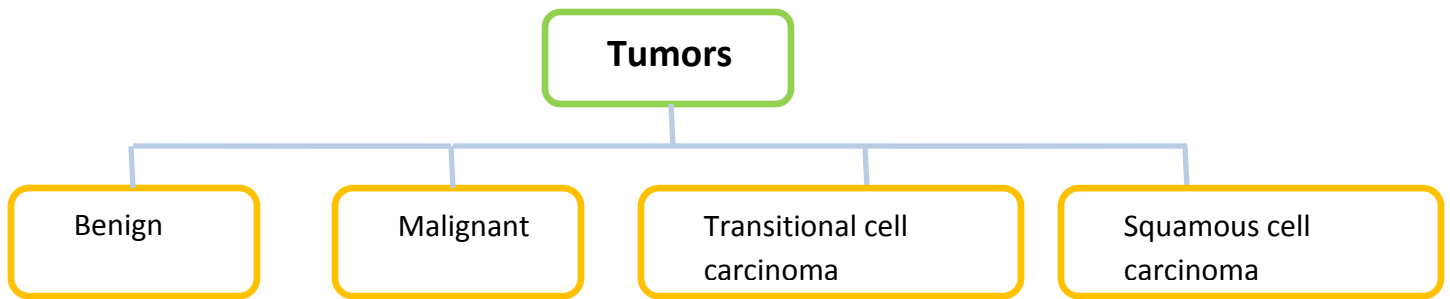 Tumors
Benign
Malignant
Transitional cell
carcinoma
Squamous cell
carcinoma